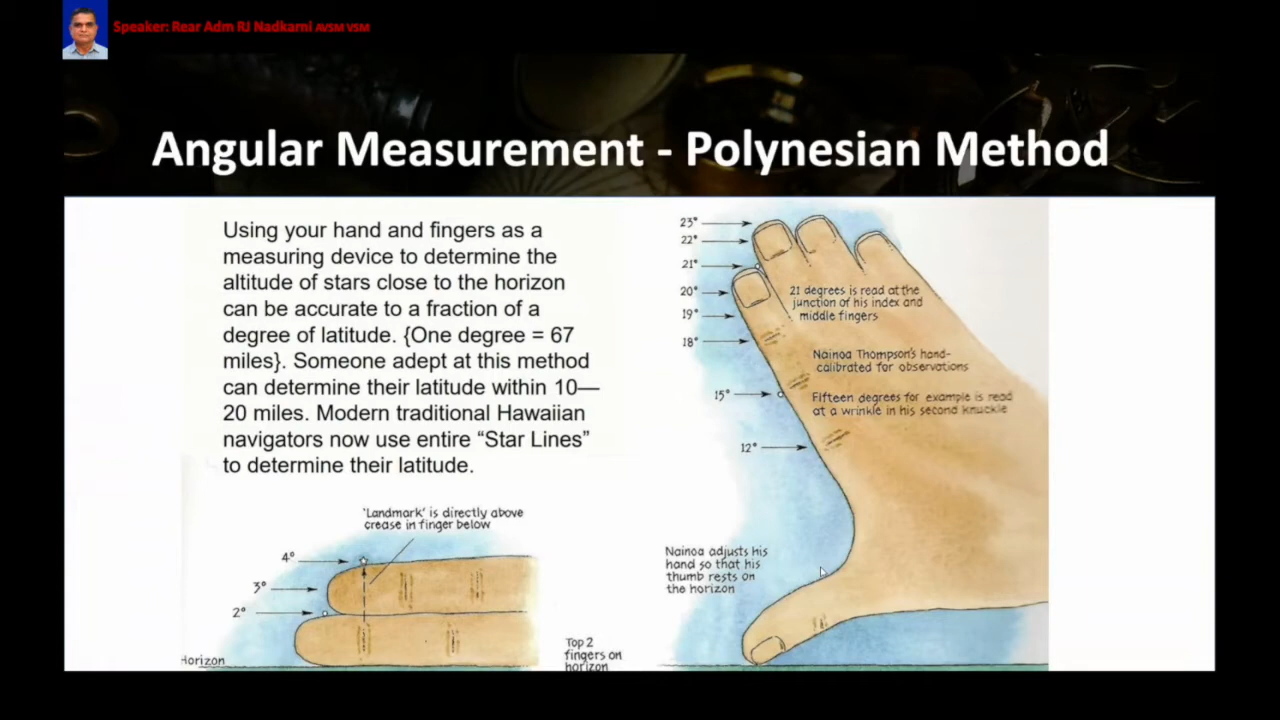 Speaker: Rear Adm RJ Nadkarni AVSM VSM
Angular Measurement - Polynesian Method
Using your hand and fingers as a
measuring device to determine the
altitude of stars close to the horizon
can be accurate to a fraction of a
degree of latitude. {One degree = 67
miles}. Someone adept at this method
can determine their latitude within 10—
20 miles. Modern traditional Hawaiian
navigators now use entire “Star Lines”
to determine their latitude.
'Landmark' is directly above
crease in finger below
4°
3°
2°
Horizon
Top 2
fingers on
horizon
23°
22°
21°
20°
19°
18°
15°
12°
21 degrees is read at the
junction of his index and
middle fingers
Nainoa Thompson's hand-
calibrated for observations
Fifteen degrees for example is read
at a wrinkle in his second knuckle
Nainoa adjusts his
hand so that his
thumb rests on
the horizon